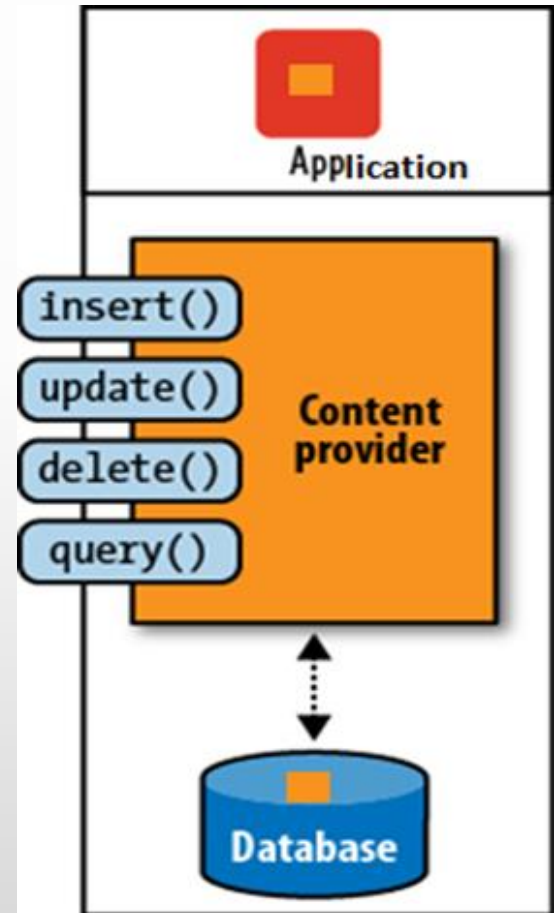 Application
insert()
update()
delete()
query()
Content
provider
Database